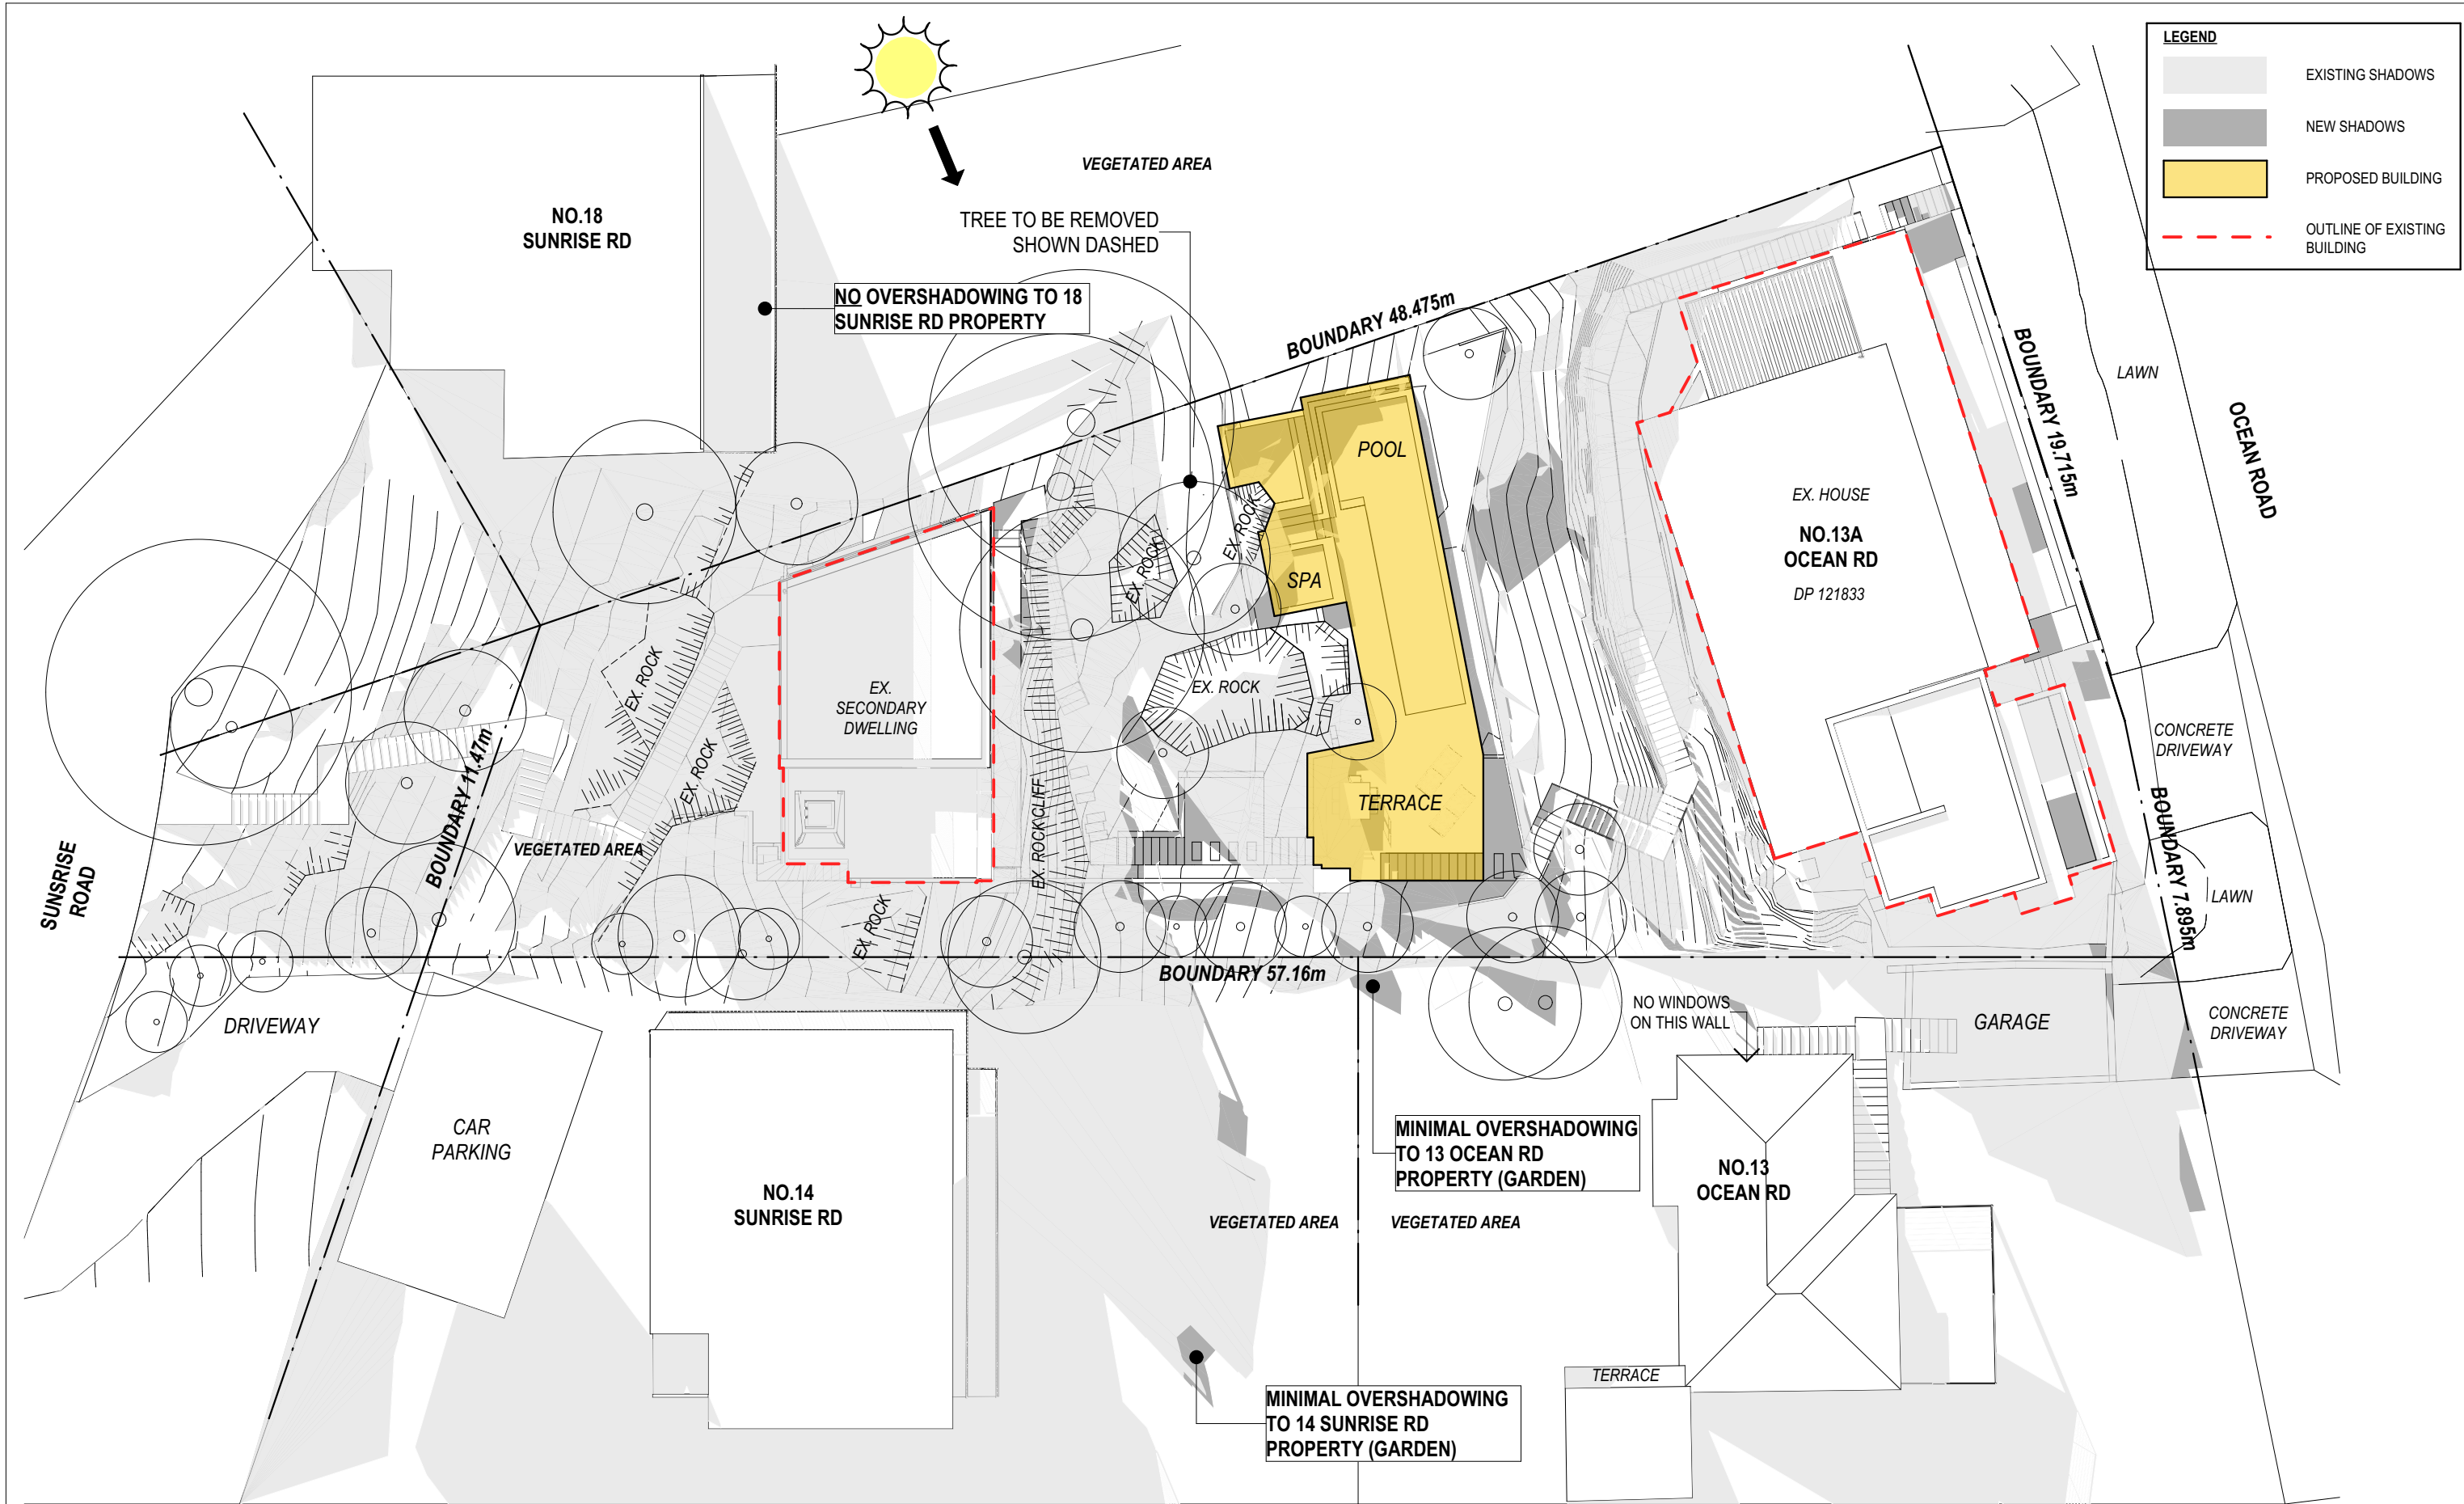 LEGEND
EXISTING SHADOWS
NEW SHADOWS
PROPOSED BUILDING
OUTLINE OF EXISTING
BUILDING
VEGETATED AREA
NO.18
SUNRISE RD
TREE TO BE REMOVED
SHOWN DASHED
NO OVERSHADOWING TO 18
SUNRISE RD PROPERTY
BOUNDARY 48.475m
BOUNDARY 19.715m
LAWN
OCEAN ROAD
POOL
EX. HOUSE
NO.13A
OCEAN RD
DP 121833
EX. ROCK
EX. ROCK
SPA
EX. ROCK
EX. ROCK
EX. ROCK
EX.
SECONDARY
DWELLING
BOUNDARY 11.47m
CONCRETE
DRIVEWAY
TERRACE
EX. ROCK CLIFF
BOUNDARY 7.895m
VEGETATED AREA
SUNSRISE
ROAD
EX. ROCK
LAWN
BOUNDARY 57.16m
DRIVEWAY
NO WINDOWS
ON THIS WALL
GARAGE
CONCRETE
DRIVEWAY
CAR
PARKING
MINIMAL OVERSHADOWING
TO 13 OCEAN RD
PROPERTY (GARDEN)
NO.13
OCEAN RD
NO.14
SUNRISE RD
VEGETATED AREA
VEGETATED AREA
TERRACE
MINIMAL OVERSHADOWING
TO 14 SUNRISE RD
PROPERTY (GARDEN)